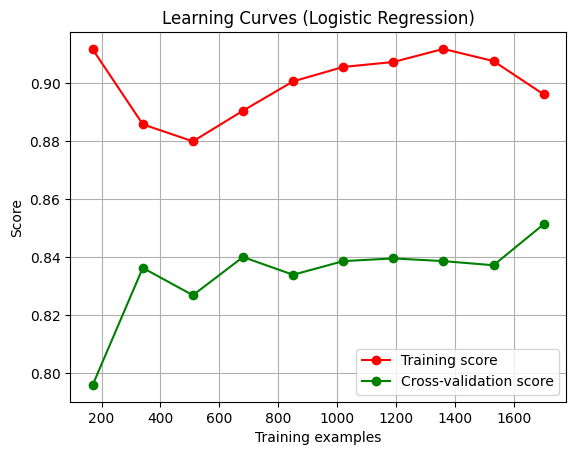 Learning Curves (Logistic Regression)
Score
0.90
0.88
0.86
0.84
0.82
0.80
Training score
Cross-validation score
200 400 600 800 1000 1200 1400 1600
Training examples